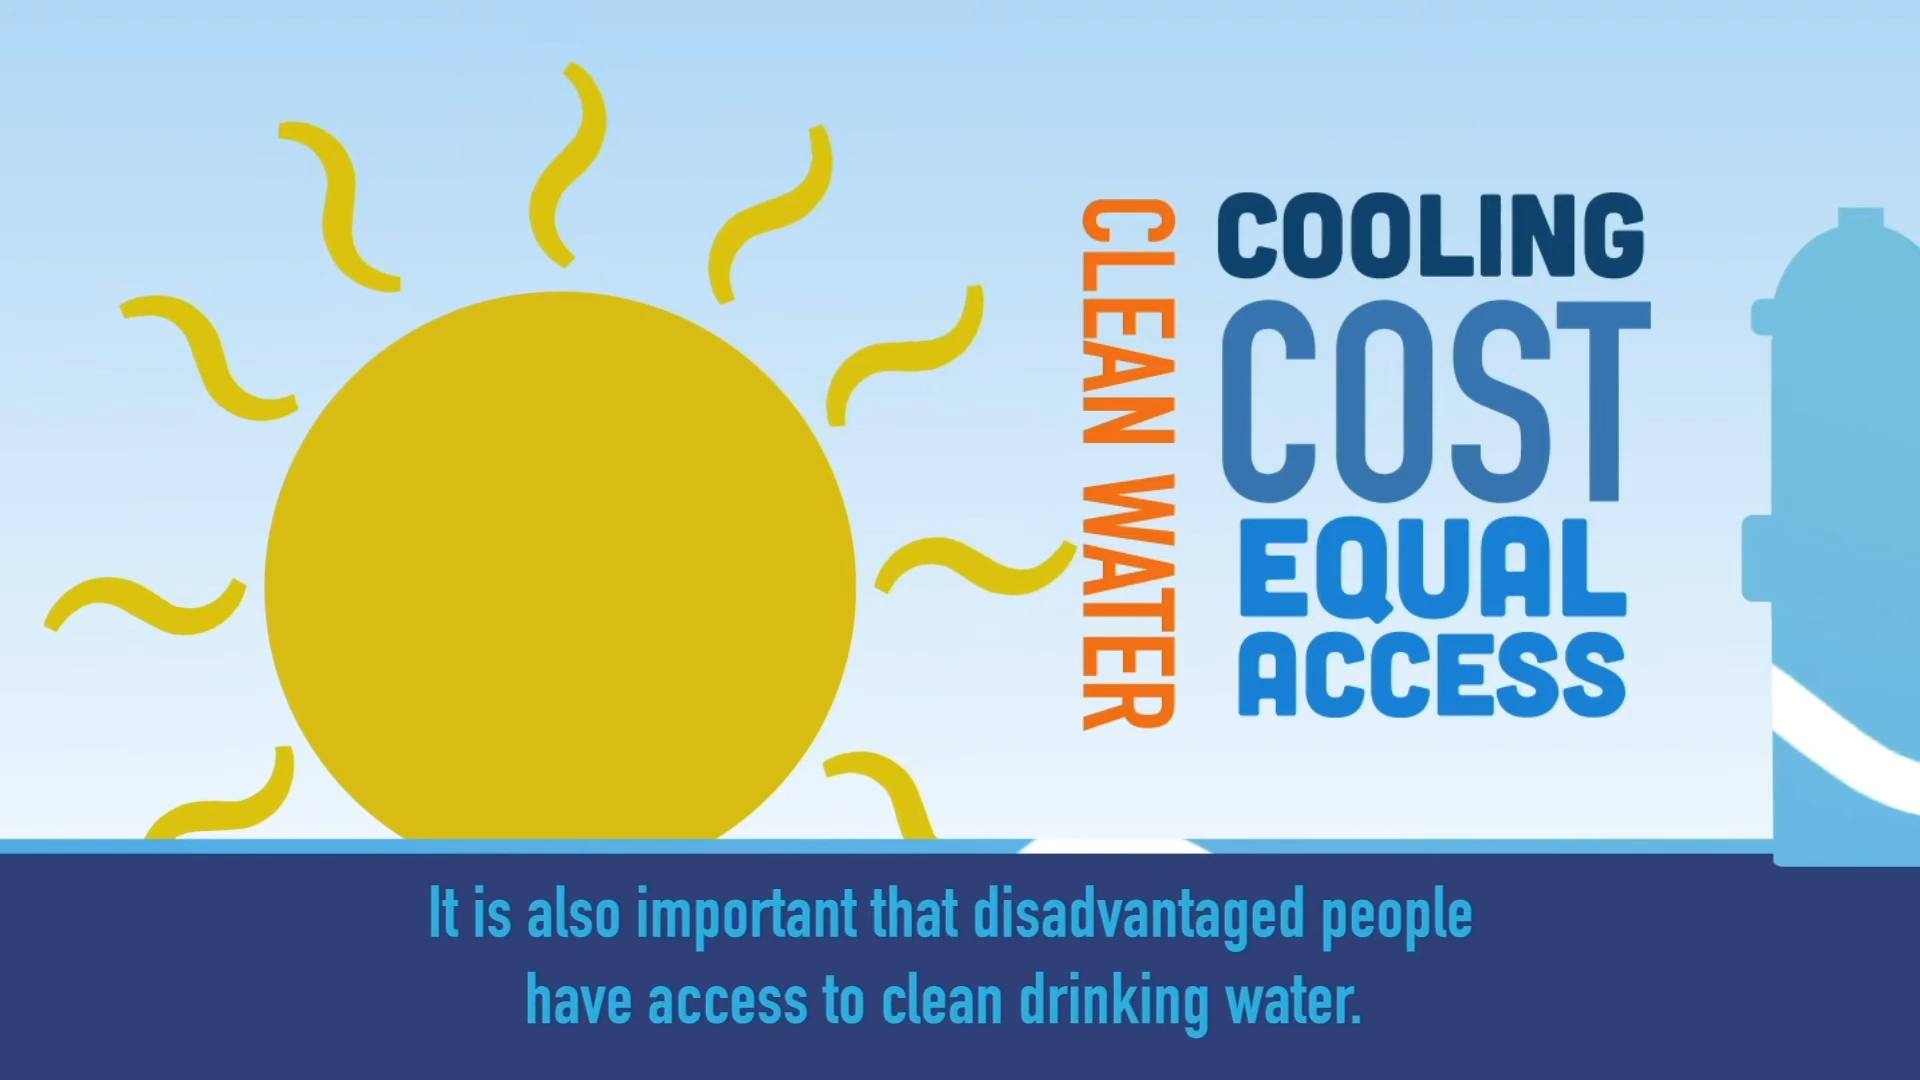 CLEAN WATER
COOLING
COST
EQUAL
ACCESS
It is also important that disadvantaged people
have access to clean drinking water.